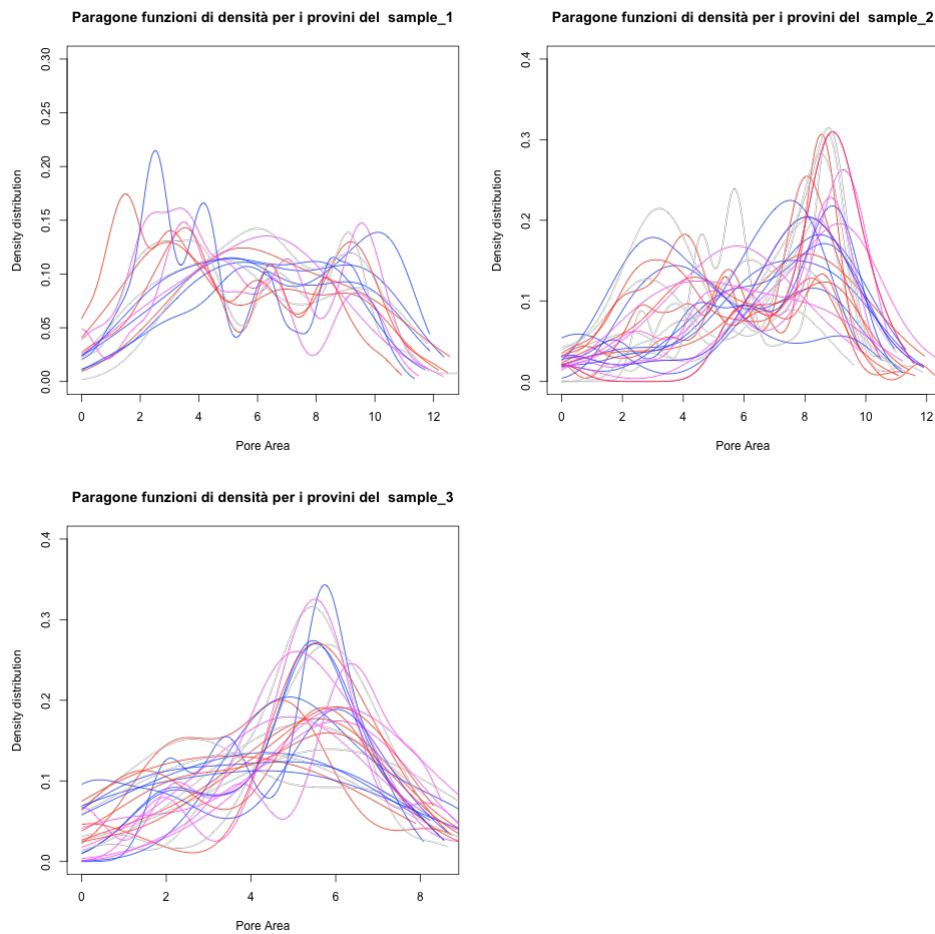 Paragone funzioni di densità per i provini del  sample_1
Density distribution
0.00 0.05 0.10 0.15 0.20 0.25 0.30
0 2 4 6 8 10 12
Pore Area
Paragone funzioni di densità per i provini del  sample_2
Density distribution
0.0 0.1 0.2 0.3 0.4
0 2 4 6 8 10 12
Pore Area
Paragone funzioni di densità per i provini del  sample_3
Density distribution
0.0 0.1 0.2 0.3 0.4
0 2 4 6 8
Pore Area